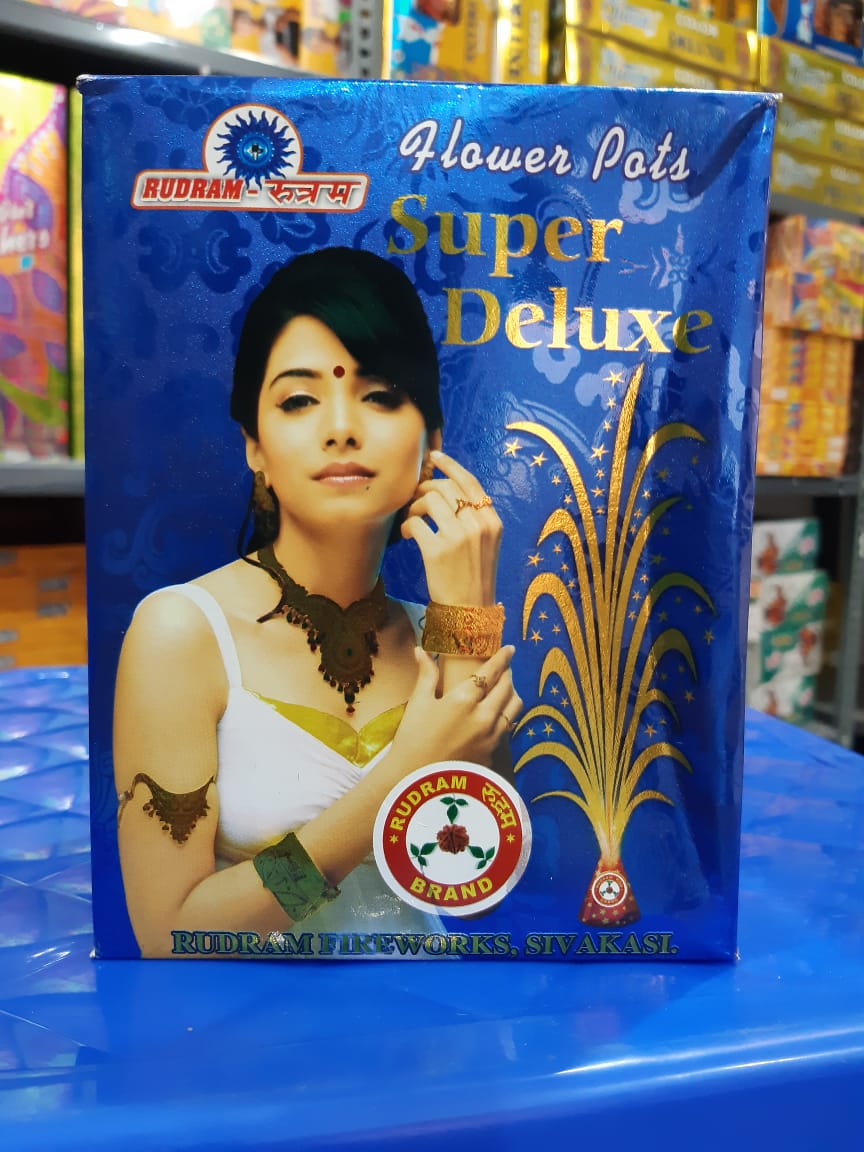 RUDRAM - रुत्रम
Flower Pots
Super
Deluxe
RUDRAM रुद्रम
BRAND
RUDRAM FIREWORKS, SIVAKASI.